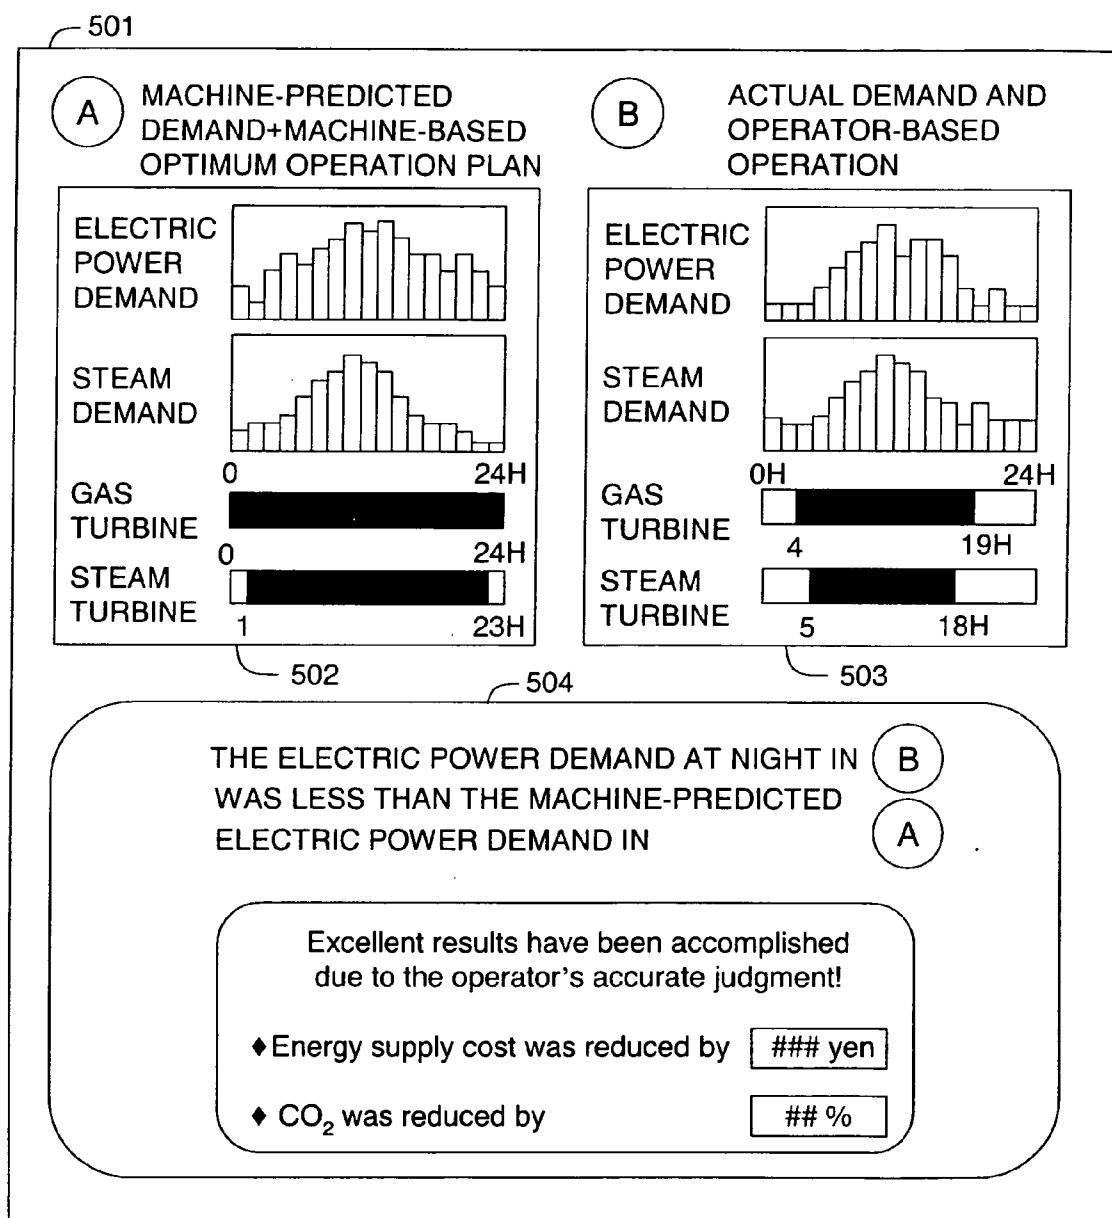 501
A
MACHINE-PREDICTED
DEMAND+MACHINE-BASED
OPTIMUM OPERATION PLAN
ELECTRIC
POWER
DEMAND
STEAM
DEMAND
0 24H
GAS
TURBINE
0 24H
STEAM
TURBINE
1 23H
502
B
ACTUAL DEMAND AND
OPERATOR-BASED
OPERATION
ELECTRIC
POWER
DEMAND
STEAM
DEMAND
0H 24H
GAS
TURBINE
4 19H
STEAM
TURBINE
5 18H
503
504
THE ELECTRIC POWER DEMAND AT NIGHT IN B
WAS LESS THAN THE MACHINE-PREDICTED
ELECTRIC POWER DEMAND IN A
Excellent results have been accomplished
due to the operator's accurate judgment!
♦Energy supply cost was reduced by ### yen
♦ CO₂ was reduced by ## %